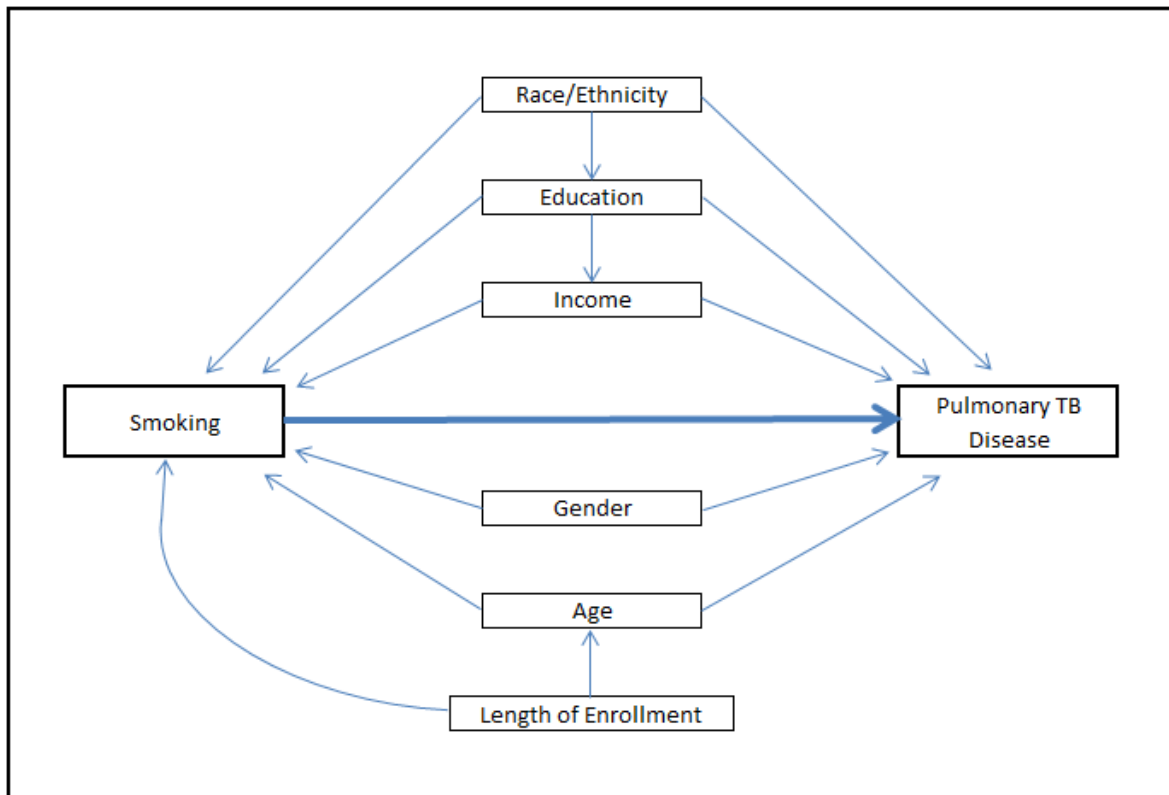 Race/Ethnicity
Education
Income
Smoking
Pulmonary TB
Disease
Gender
Age
Length of Enrollment